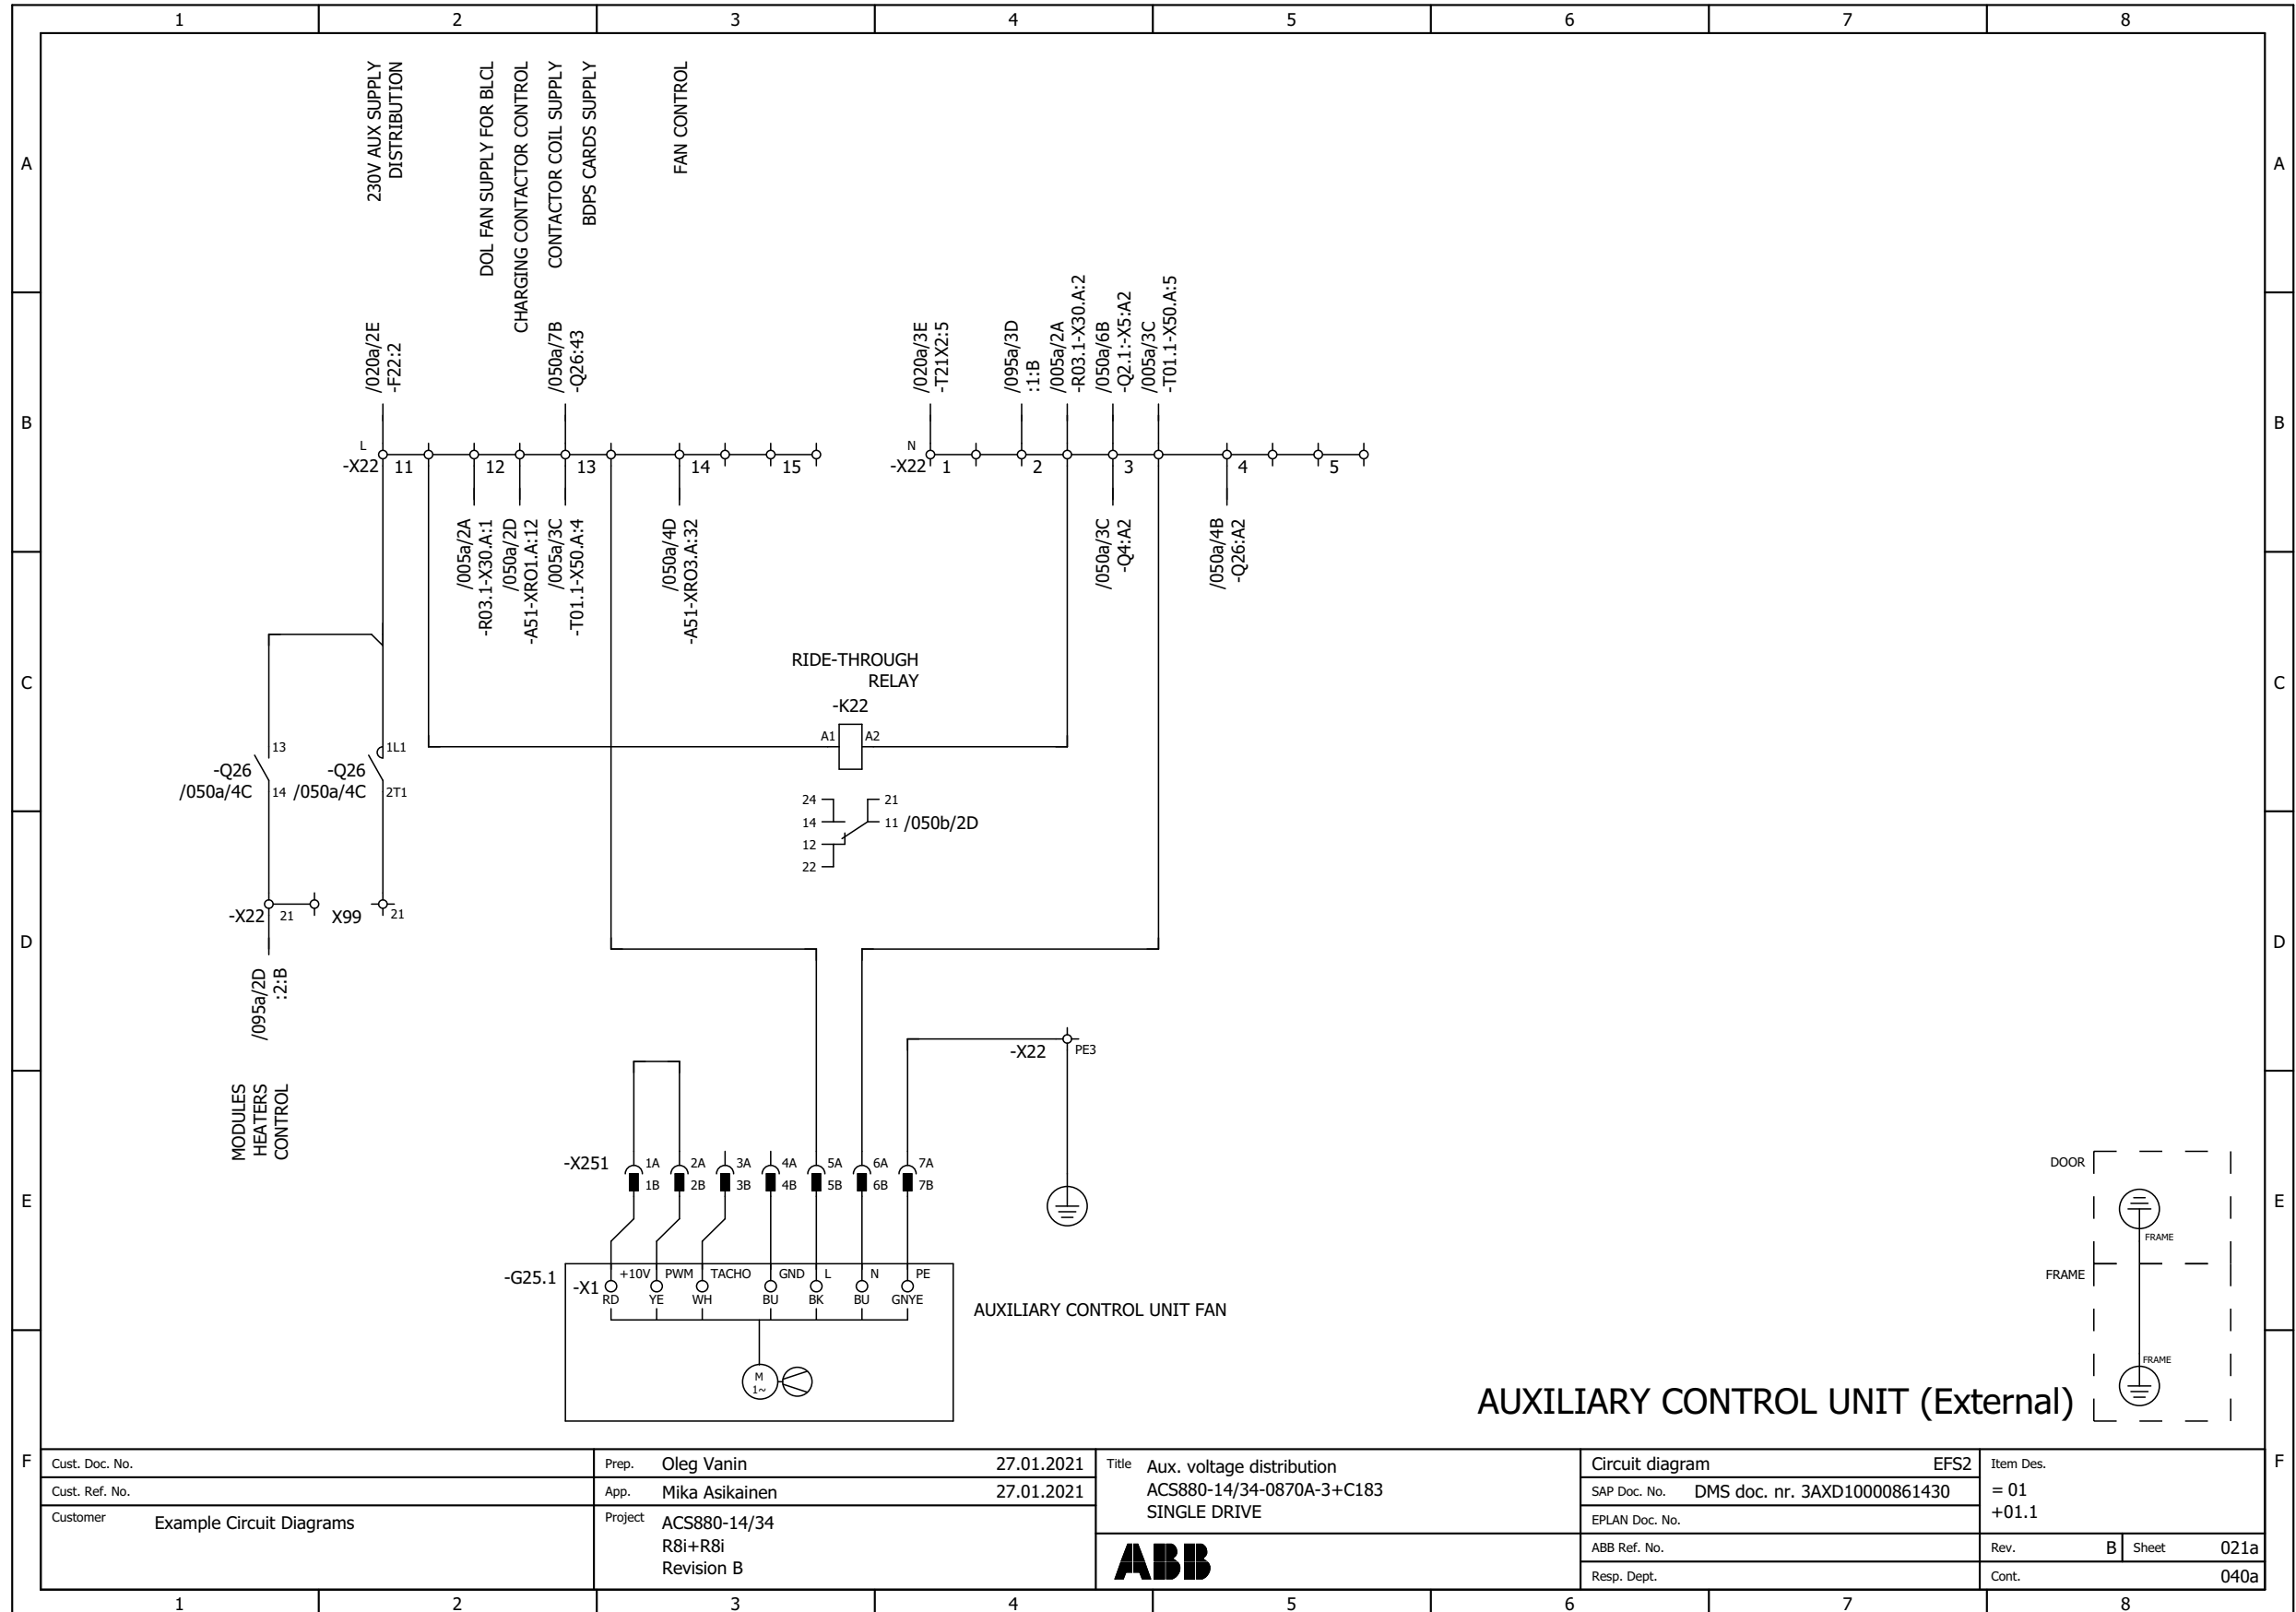 1 2 3 4 5 6 7 8
A
A
230V AUX SUPPLY
DISTRIBUTION
DOL FAN SUPPLY FOR BLCL
CHARGING CONTACTOR CONTROL
CONTACTOR COIL SUPPLY
BDPS CARDS SUPPLY
FAN CONTROL
B
B
/020a/2E
-F22:2
/050a/7B
-Q26:43
/020a/3E
-T21X2:5
/095a/3D
:1:B
/005a/2A
-R03.1-X30.A:2
/050a/6B
-Q2.1:-X5:A2
/005a/3C
-T01.1-X50.A:5
L
-X22 11 12 13 14 15
N
-X22 1 2 3 4 5
/005a/2A
-R03.1-X30.A:1
/050a/2D
-A51-XRO1.A:12
/005a/3C
-T01.1-X50.A:4
/050a/4D
-A51-XRO3.A:32
/050a/3C
-Q4:A2
/050a/4B
-Q26:A2
C
C
RIDE-THROUGH
RELAY
-K22
A1 A2
13
-Q26
/050a/4C 14
1L1
-Q26
/050a/4C 2T1
24 21
14 11 /050b/2D
12
22
D
D
-X22 21
X99 21
/095a/2D
:2:B
MODULES
HEATERS
CONTROL
-X22 PE3
E
E
-X251 1A 2A 3A 4A 5A 6A 7A
1B 2B 3B 4B 5B 6B 7B
-G25.1
-X1 +10V PWM TACHO GND L N PE
RD YE WH BU BK BU GNYE
AUXILIARY CONTROL UNIT FAN
M
1~
DOOR
FRAME
FRAME
FRAME
AUXILIARY CONTROL UNIT (External)
F
F
Cust. Doc. No.
Cust. Ref. No.
Customer Example Circuit Diagrams
Prep. Oleg Vanin 27.01.2021
App. Mika Asikainen 27.01.2021
Project ACS880-14/34
R8i+R8i
Revision B
Title Aux. voltage distribution
ACS880-14/34-0870A-3+C183
SINGLE DRIVE
ABB
Circuit diagram EFS2
SAP Doc. No. DMS doc. nr. 3AXD10000861430
EPLAN Doc. No.
ABB Ref. No.
Resp. Dept.
Item Des.
= 01
+01.1
Rev. B Sheet 021a
Cont. 040a
1 2 3 4 5 6 7 8